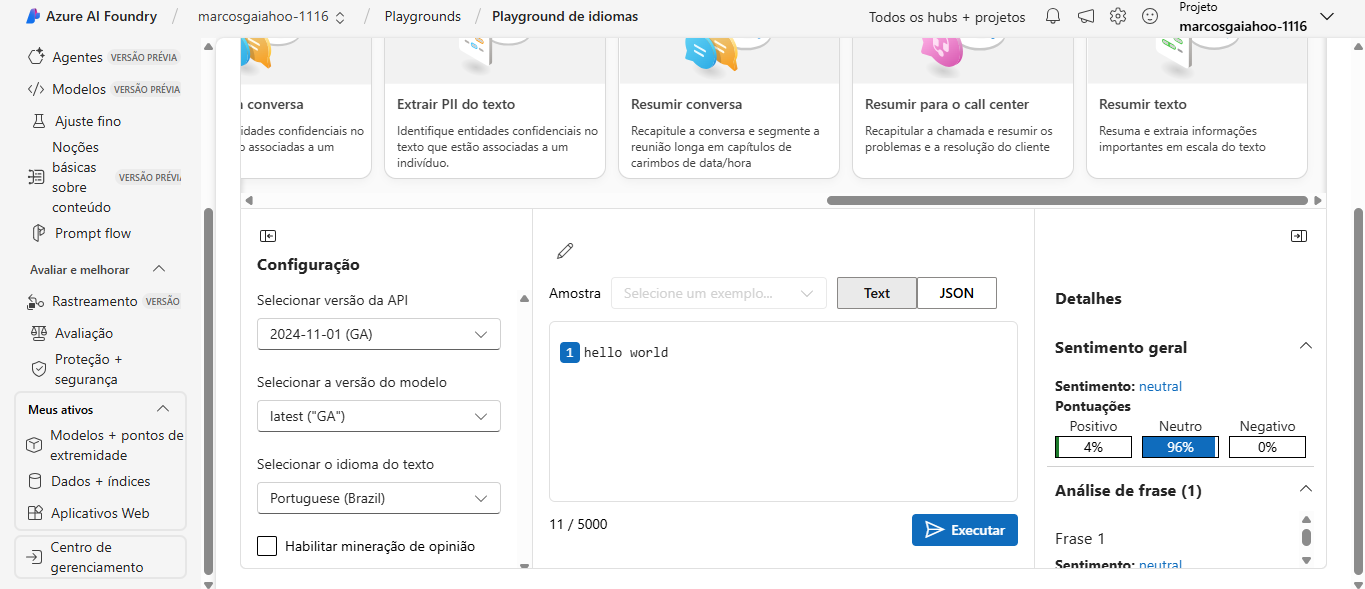 Azure AI Foundry / marcosgaiahoo-1116 / Playgrounds / Playground de idiomas
Todos os hubs + projetos
Projeto
marcosgaiahoo-1116
Agentes VERSÃO PRÉVIA
Modelos VERSÃO PRÉVIA
Ajuste fino
Noções
básicas
sobre
conteúdo
VERSÃO PRÉVIA
Prompt flow
Avaliar e melhorar
Rastreamento VERSÃO
Avaliação
Proteção +
segurança
Meus ativos
Modelos + pontos de
extremidade
Dados + índices
Aplicativos Web
Centro de
gerenciamento
conversa
idades confidenciais no
associadas a um
Extrair PII do texto
Identifique entidades confidenciais no
texto que estão associadas a um
indivíduo.
Resumir conversa
Recapitule a conversa e segmente a
reunião longa em capítulos de
carimbos de data/hora
Resumir para o call center
Recapitular a chamada e resumir os
problemas e a resolução do cliente
Resumir texto
Resuma e extraia informações
importantes em escala do texto
Configuração
Selecionar versão da API
2024-11-01 (GA)
Selecionar a versão do modelo
latest ("GA")
Selecionar o idioma do texto
Portuguese (Brazil)
Habilitar mineração de opinião
Amostra Selecione um exemplo... Text JSON
1 hello world
11 / 5000
Executar
Detalhes
Sentimento geral
Sentimento: neutral
Pontuações
Positivo Neutro Negativo
4% 96% 0%
Análise de frase (1)
Frase 1
Sentimento: neutral